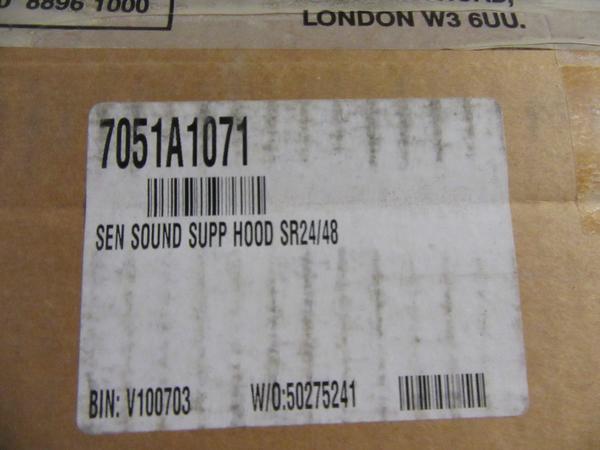 8896 1000
LONDON W3 6UU.
7051A1071
SEN SOUND SUPP HOOD SR24/48
BIN: V100703 W/O:50275241